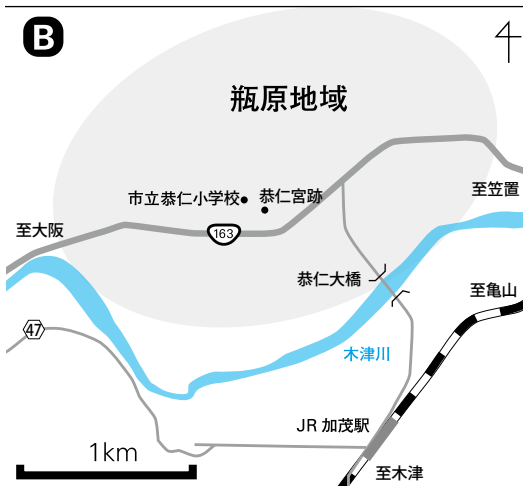 B
瓶原地域
市立恭仁小学校
恭仁宮跡
至笠置
至大阪
163
恭仁大橋
至亀山
47
木津川
JR 加茂駅
1km
至木津